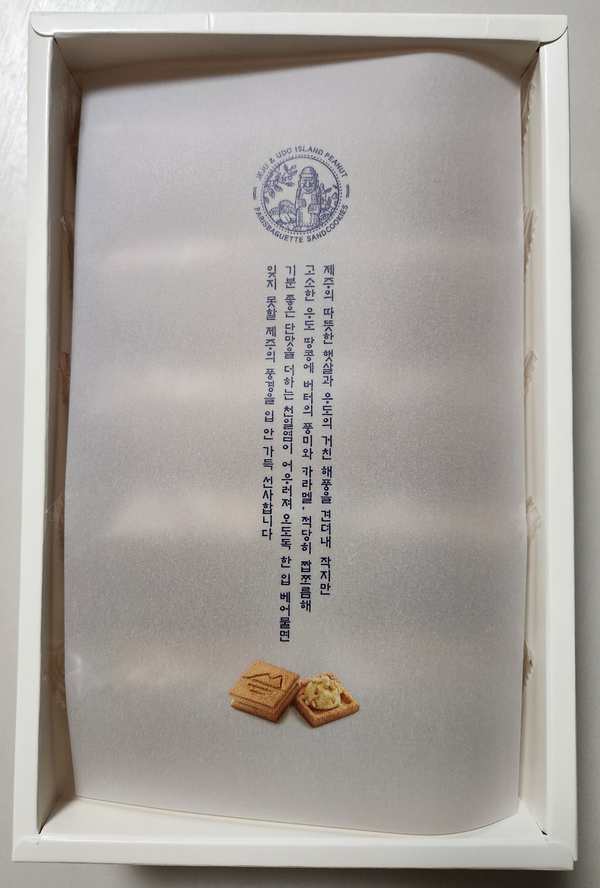 JEJU & UDO ISLAND PEANUT
PARISBAGUETTE SANDCOOKIES
제주의 따뜻한 햇살과 우도의 거친 해풍을 견뎌내 작지만
고소한 우도 땅콩에 버터의 풍미와 카라멜, 적당히 짭쪼름해
기분 좋은 단맛을 더하는 천일염이 어우러져 오도독 한 입 베어물면
잊지 못할 제주의 풍경을 입 안 가득 선사합니다